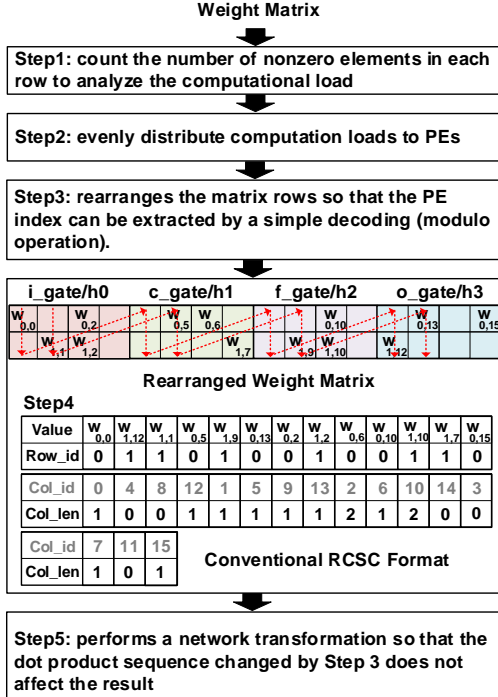 Weight Matrix
Step1: count the number of nonzero elements in each
row to analyze the computational load
Step2: evenly distribute computation loads to PEs
Step3: rearranges the matrix rows so that the PE
index can be extracted by a simple decoding (modulo
operation).
i_gate/h0 c_gate/h1 f_gate/h2 o_gate/h3
W0,0 W0,2 W0,5 W0,6 W0,10 W0,13 W0,15
W1,1 W1,2 W1,7 W1,9 W1,10 W1,12
Rearranged Weight Matrix
Step4
Value W0,0 W1,12 W1,1 W0,5 W1,9 W0,13 W0,2 W1,2 W0,6 W0,10 W1,10 W1,7 W0,15
Row_id 0 1 1 0 1 0 0 1 0 0 1 1 0
Col_id 0 4 8 12 1 5 9 13 2 6 10 14 3
Col_len 1 0 0 1 1 1 1 1 2 1 2 0 0
Col_id 7 11 15
Col_len 1 0 1
Conventional RCSC Format
Step5: performs a network transformation so that the
dot product sequence changed by Step 3 does not
affect the result